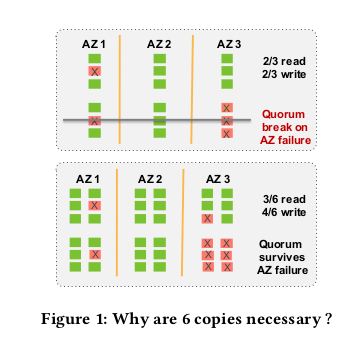 AZ 1 AZ 2 AZ 3
2/3 read
2/3 write
X
X
Quorum
break on
AZ failure
X X
X
AZ 1 AZ 2 AZ 3
3/6 read
4/6 write
X
X
Quorum
survives
AZ failure
X X
X X X
X X
Figure 1: Why are 6 copies necessary ?